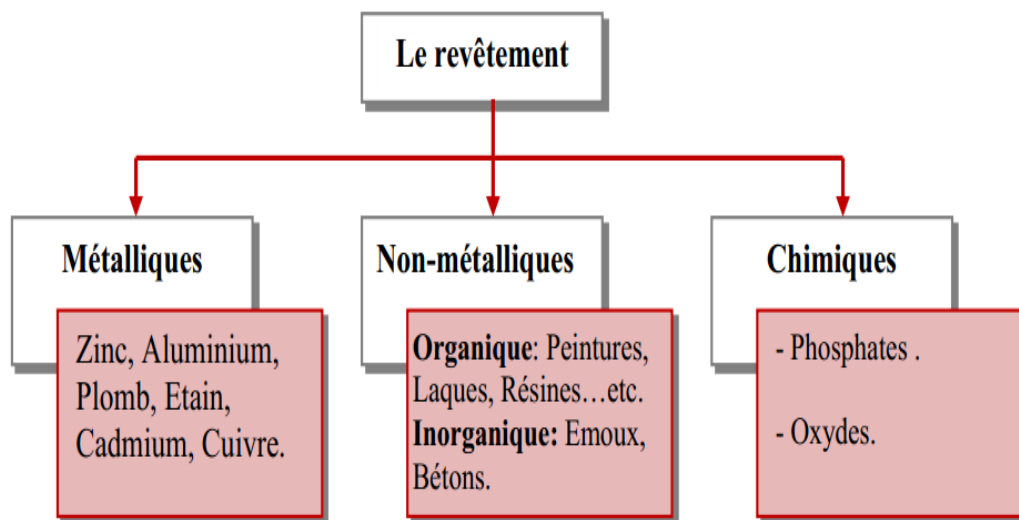 Le revêtement
Métalliques
Zinc, Aluminium,
Plomb, Etain,
Cadmium, Cuivre.
Non-métalliques
Organique: Peintures,
Laques, Résines…etc.
Inorganique: Emoux,
Bétons.
Chimiques
- Phosphates .
- Oxydes.